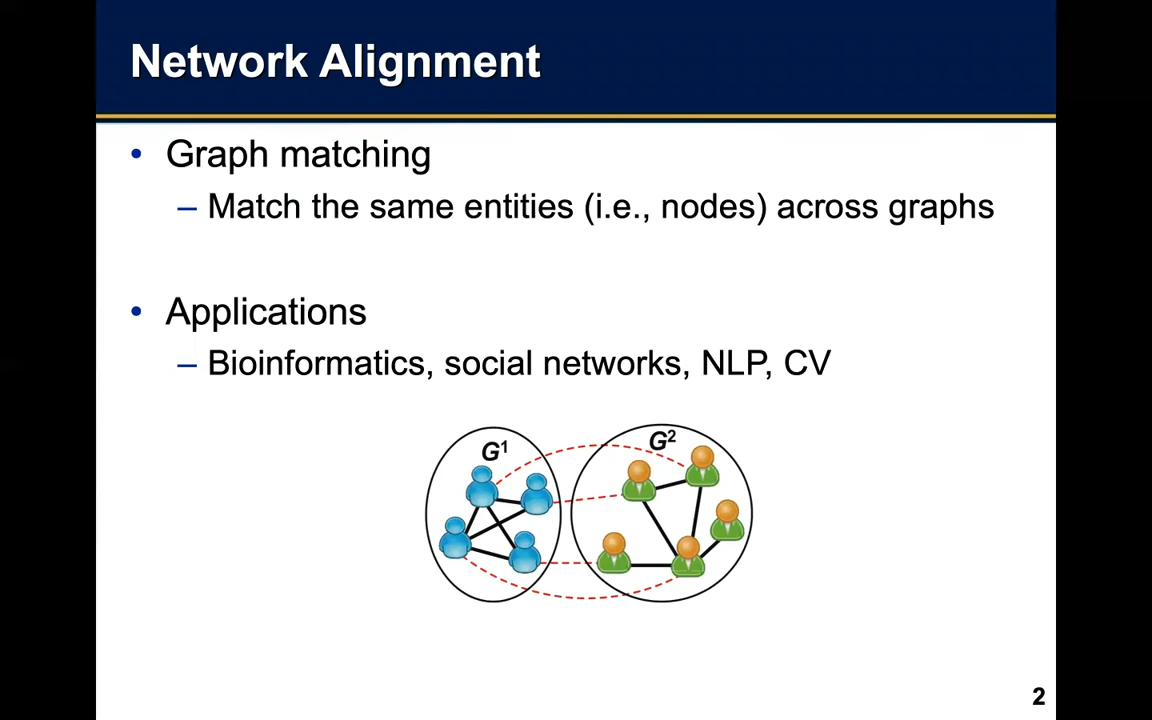 Network Alignment
• Graph matching
– Match the same entities (i.e., nodes) across graphs
• Applications
– Bioinformatics, social networks, NLP, CV
G¹
G²
2